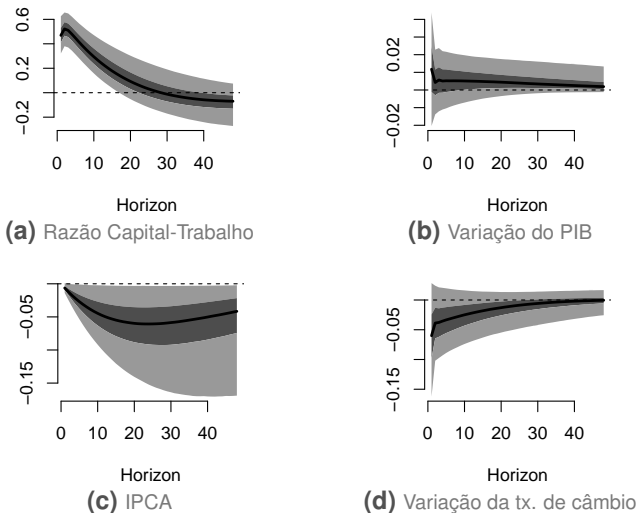 0.6
0.2
−0.2
0 10 20 30 40
Horizon
(a) Razão Capital-Trabalho
0.02
−0.02
0 10 20 30 40
Horizon
(b) Variação do PIB
−0.05
−0.15
0 10 20 30 40
Horizon
(c) IPCA
−0.05
−0.15
0 10 20 30 40
Horizon
(d) Variação da tx. de câmbio